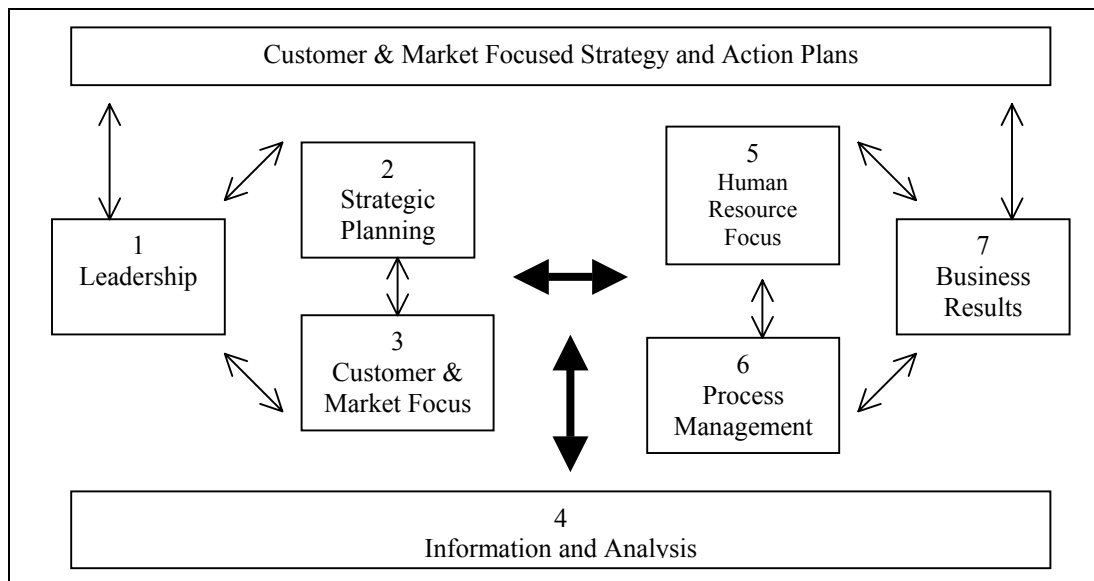 Customer & Market Focused Strategy and Action Plans
1
Leadership
2
Strategic
Planning
3
Customer &
Market Focus
5
Human
Resource
Focus
6
Process
Management
7
Business
Results
4
Information and Analysis